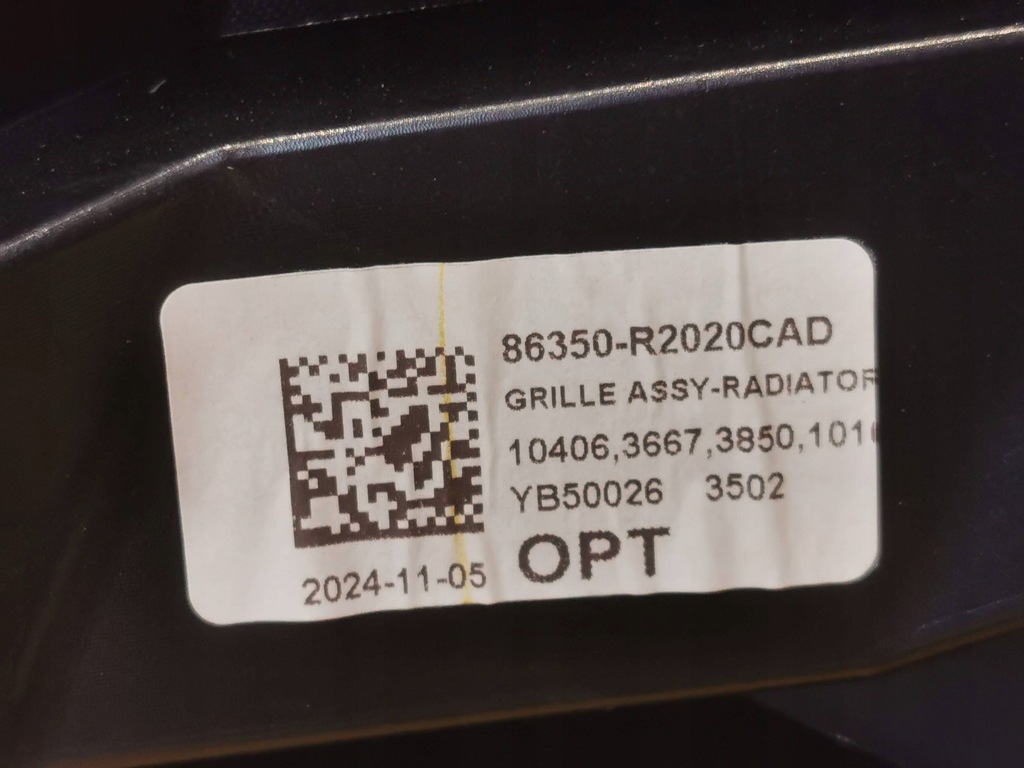 86350-R2020CAD
GRILLE ASSY-RADIATOR
10406,3667,3850,101
YB50026 3502
OPT
2024-11-05